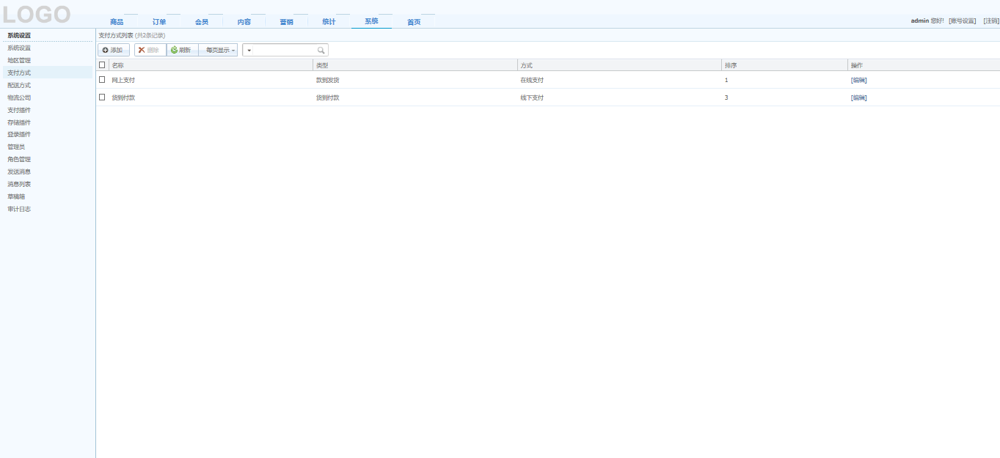 LOGO
商品 订单 会员 内容 营销 统计 系统 首页
admin 您好! [账号设置] [注销]
系统设置
系统设置
地区管理
支付方式
配送方式
物流公司
支付插件
存储插件
登录插件
管理员
角色管理
发送消息
消息列表
草稿箱
审计日志
支付方式列表 (共2条记录)
添加 删除 刷新 每页显示
名称 类型 方式 排序 操作
网上支付 款到发货 在线支付 1 [编辑]
货到付款 货到付款 线下支付 3 [编辑]